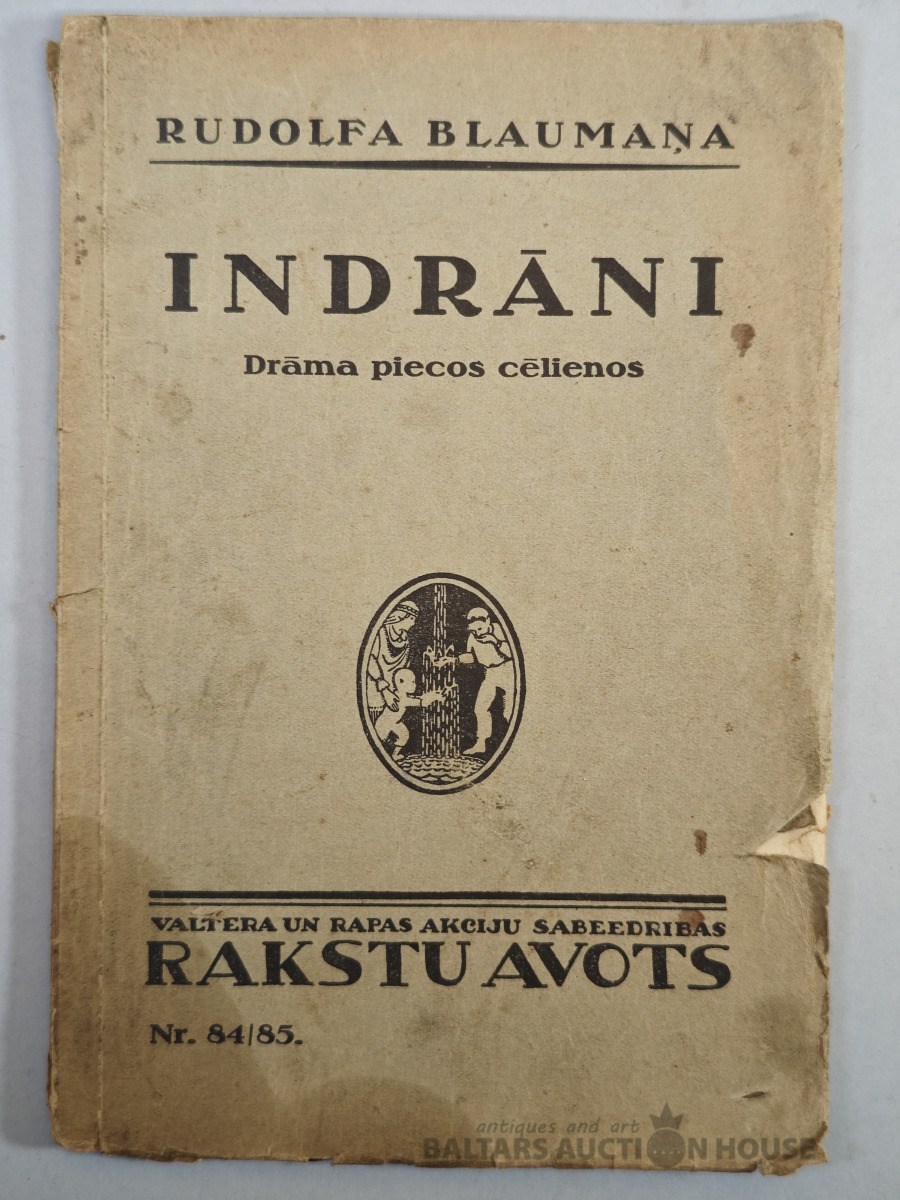 RUDOLFA BLAUMAŅA
INDRĀNI
Drāma piecos cēlienos
VALTERA UN RAPAS AKCIJU SABEEDRIBAS
RAKSTU AVOTS
Nr. 84/85.
antiques and art
BALTARS AUCTION HOUSE